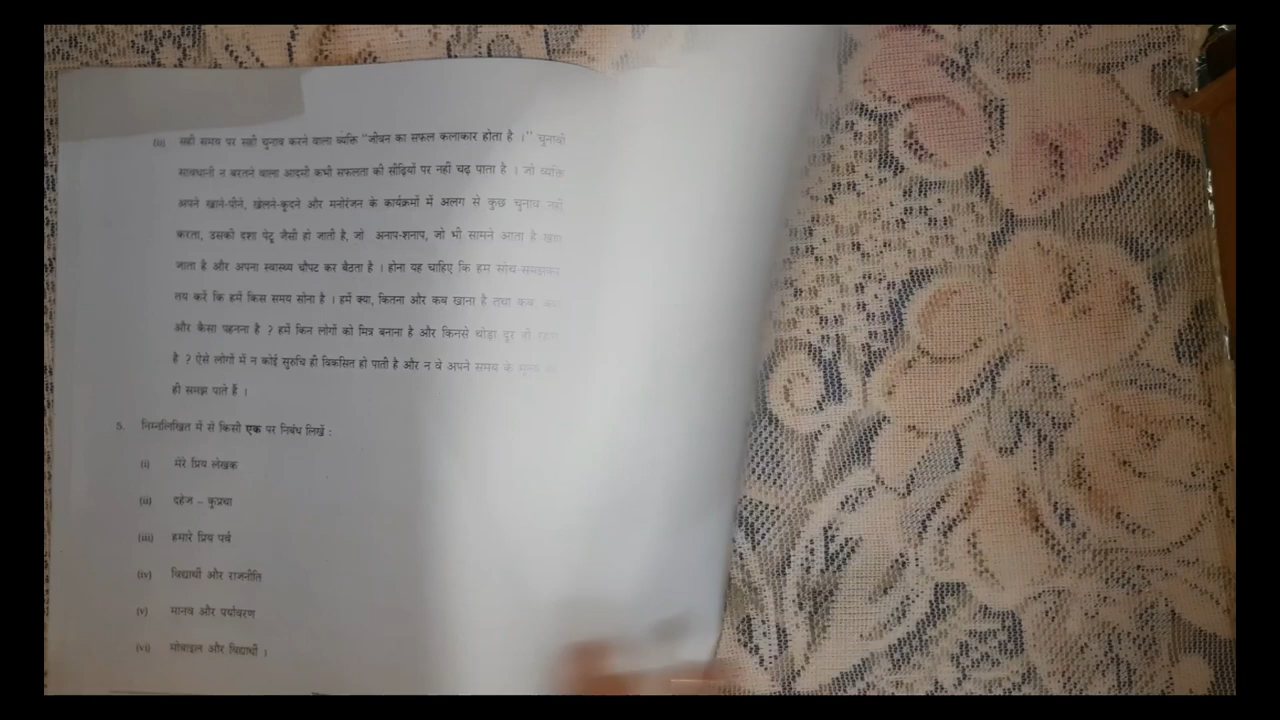 (ii) सही समय पर सही चुनाव करने वाला व्यक्ति "जीवन का सफल कलाकार होता है ।" चुनावी
सावधानी न बरतने वाला आदमी कभी सफलता की सीढ़ियों पर नहीं चढ़ पाता है । जो व्यक्ति
अपने खाने-पीने, खेलने-कूदने और मनोरंजन के कार्यक्रमों में अलग से कुछ चुनाव नहीं
करता, उसकी दशा पेटू जैसी हो जाती है, जो अनाप-शनाप, जो भी सामने आता है खाए
जाता है और अपना स्वास्थ्य चौपट कर बैठता है । होना यह चाहिए कि हम सोच-समझकर
तय करें कि हमें किस समय सोना है । हमें क्या, कितना और कब खाना है तथा कब,
और कैसा पहनना है ? हमें किन लोगों को मित्र बनाना है और किनसे थोड़ा दूर ही
है ? ऐसे लोगों में न कोई सुरुचि ही विकसित हो पाती है और न वे अपने समय के मूल्य
ही समझ पाते हैं ।
5. निम्नलिखित में से किसी एक पर निबंध लिखें :
(i) मेरे प्रिय लेखक
(ii) दहेज – कुप्रथा
(iii) हमारे प्रिय पर्व
(iv) विद्यार्थी और राजनीति
(v) मानव और पर्यावरण
(vi) मोबाइल और विद्यार्थी ।